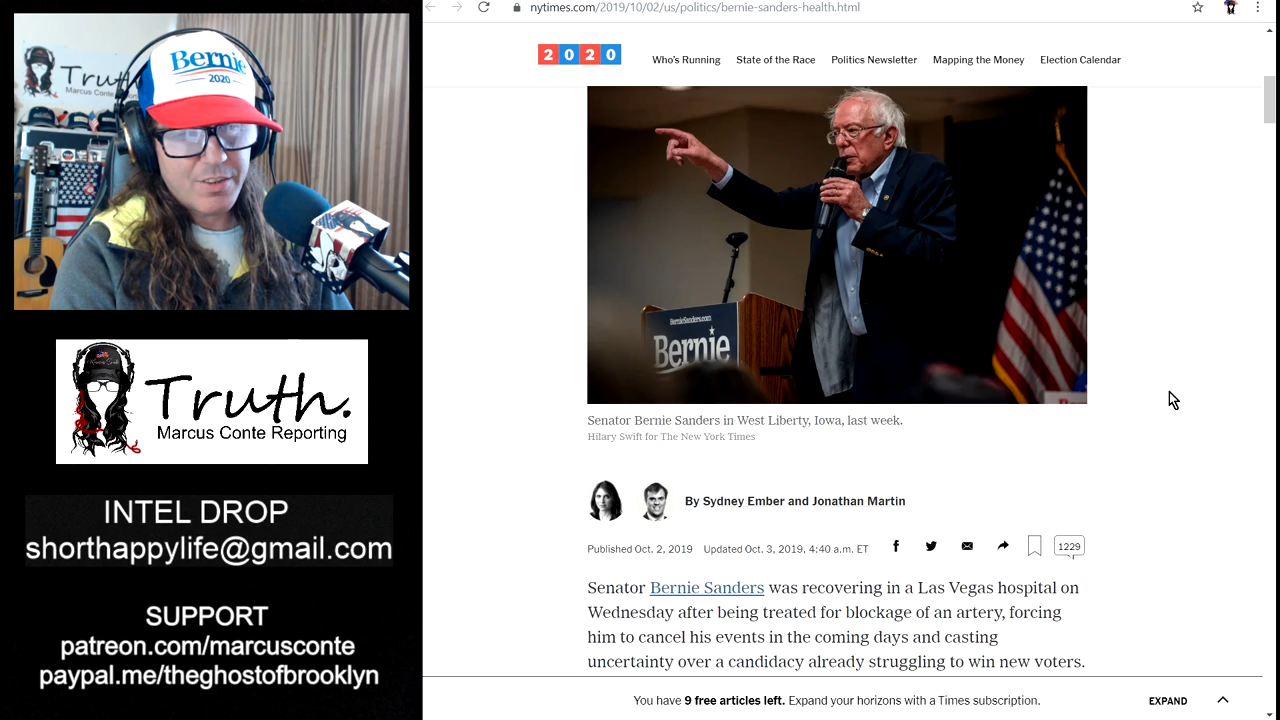 Bernie
2020
Truth.
Marcus Conte
Truth.
Marcus Conte Reporting
INTEL DROP
shorthappylife@gmail.com
SUPPORT
patreon.com/marcusconte
paypal.me/theghostofbrooklyn
nytimes.com/2019/10/02/us/politics/bernie-sanders-health.html
2020
Who's Running
State of the Race
Politics Newsletter
Mapping the Money
Election Calendar
BernieSanders.com
Bernie
Senator Bernie Sanders in West Liberty, Iowa, last week.
Hilary Swift for The New York Times
By Sydney Ember and Jonathan Martin
Published Oct. 2, 2019 Updated Oct. 3, 2019, 4:40 a.m. ET
1229
Senator Bernie Sanders was recovering in a Las Vegas hospital on
Wednesday after being treated for blockage of an artery, forcing
him to cancel his events in the coming days and casting
uncertainty over a candidacy already struggling to win new voters.
You have 9 free articles left. Expand your horizons with a Times subscription.
EXPAND